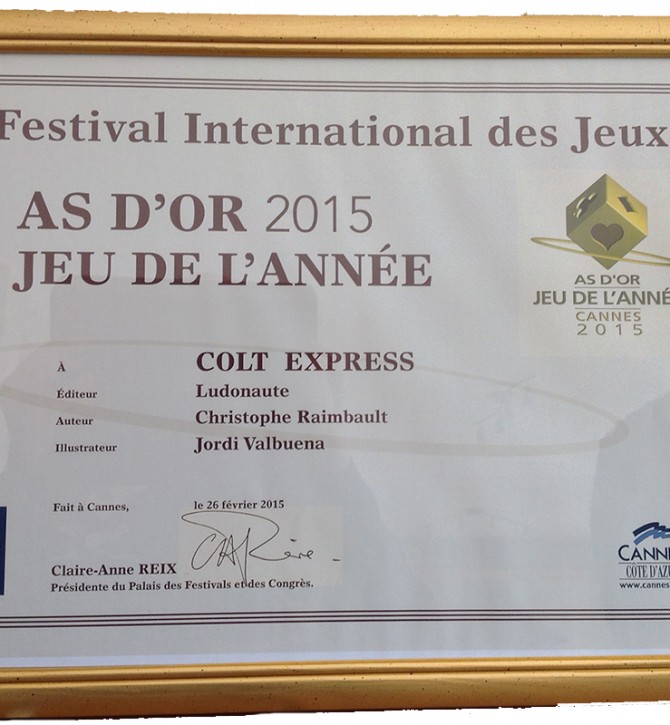 Festival International des Jeux
AS D'OR 2015
JEU DE L'ANNÉE
AS D'OR
JEU DE L'ANNÉ
CANNES
2015
À COLT EXPRESS
Éditeur Ludonaute
Auteur Christophe Raimbault
Illustrateur Jordi Valbuena
Fait à Cannes, le 26 février 2015
Claire-Anne REIX
Présidente du Palais des Festivals et des Congrès.
CANNE
CÔTE D'AZU
www.cannes